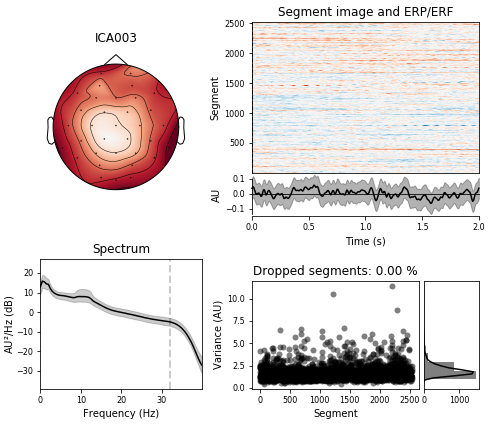 ICA003
Segment image and ERP/ERF
2500
2000
1500
1000
500
Segment
0.1
0.0
−0.1
AU
0.0 0.5 1.0 1.5 2.0
Time (s)
Spectrum
20
10
0
−10
−20
−30
AU²/Hz (dB)
0 10 20 30
Frequency (Hz)
Dropped segments: 0.00 %
10.0
7.5
5.0
2.5
0.0
Variance (AU)
0 500 1000 1500 2000 2500
Segment
0 1000